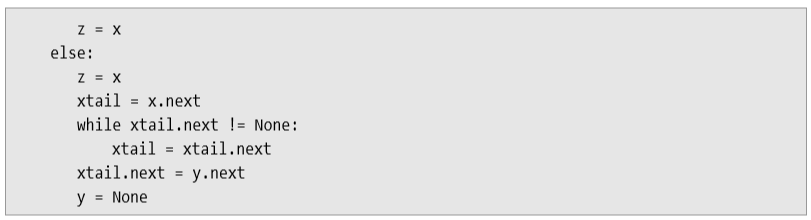 z = x
    else:
        z = x
        xtail = x.next
        while xtail.next != None:
            xtail = xtail.next
        xtail.next = y.next
        y = None